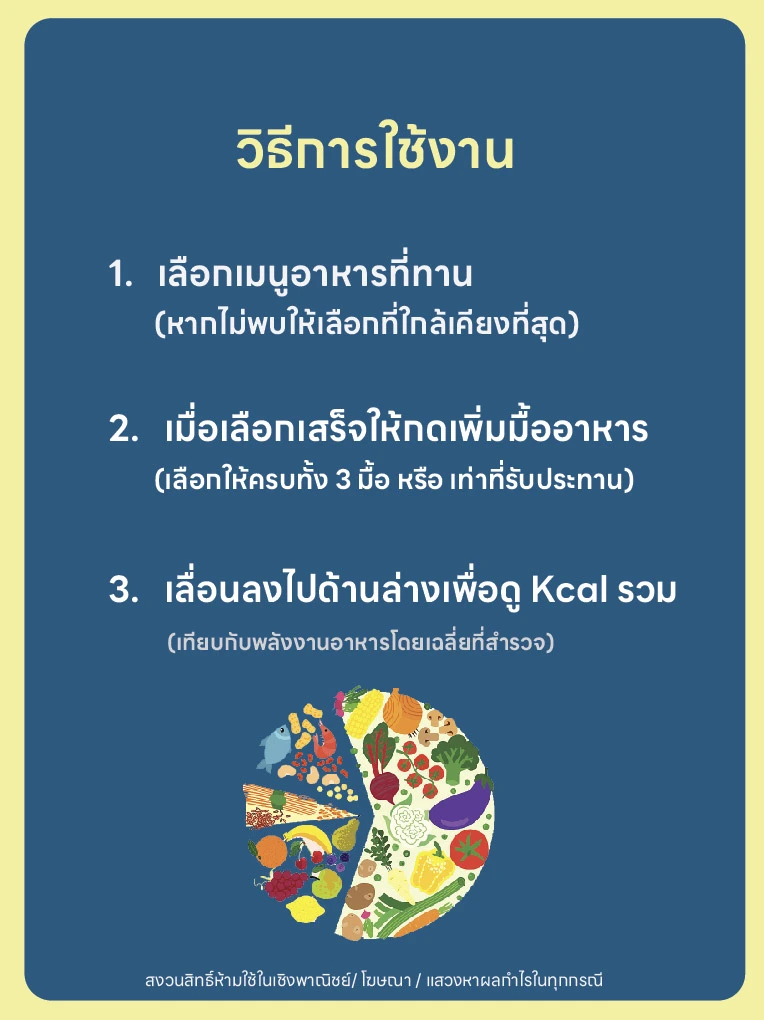 วิธีการใช้งาน
1. เลือกเมนูอาหารที่ทาน
(หากไม่พบให้เลือกที่ใกล้เคียงที่สุด)
2. เมื่อเลือกเสร็จให้กดเพิ่มมื้ออาหาร
(เลือกให้ครบทั้ง 3 มื้อ หรือ เท่าที่รับประทาน)
3. เลื่อนลงไปด้านล่างเพื่อดู Kcal รวม
(เทียบกับพลังงานอาหารโดยเฉลี่ยที่สำรวจ)
สงวนสิทธิ์ห้ามใช้ในเชิงพาณิชย์/ โฆษณา / แสวงหาผลกำไรในทุกกรณี